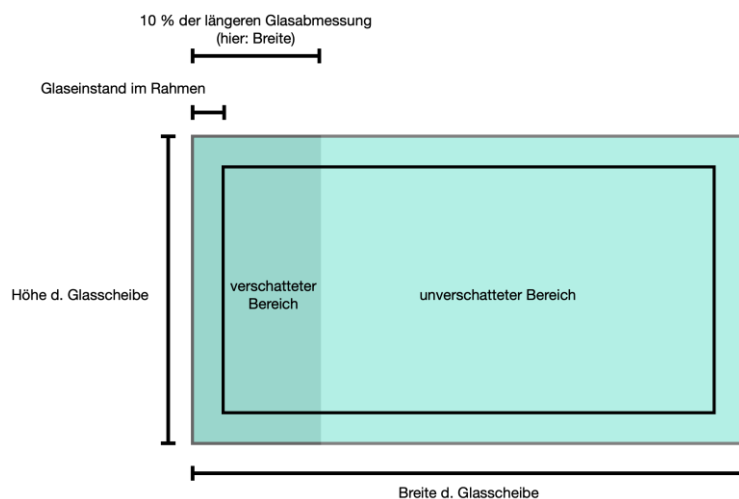 10 % der längeren Glasabmessung
(hier: Breite)
Glaseinstand im Rahmen
Höhe d. Glasscheibe
verschatteter
Bereich
unverschatteter Bereich
Breite d. Glasscheibe